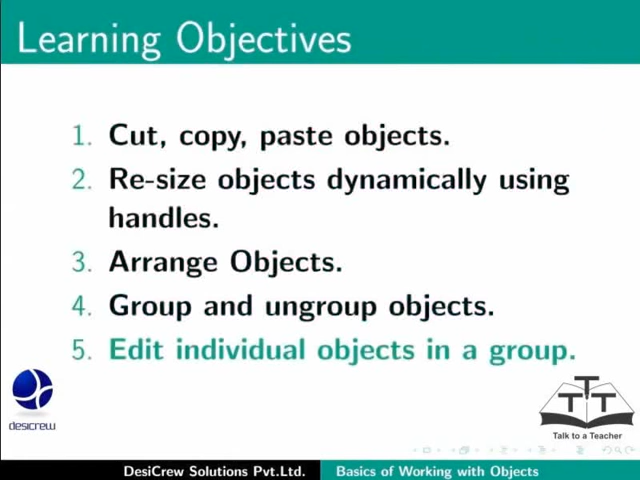 Learning Objectives
1. Cut, copy, paste objects.
2. Re-size objects dynamically using
handles.
3. Arrange Objects.
4. Group and ungroup objects.
5. Edit individual objects in a group.
desicrew
TTT
Talk to a Teacher
DesiCrew Solutions Pvt.Ltd. Basics of Working with Objects